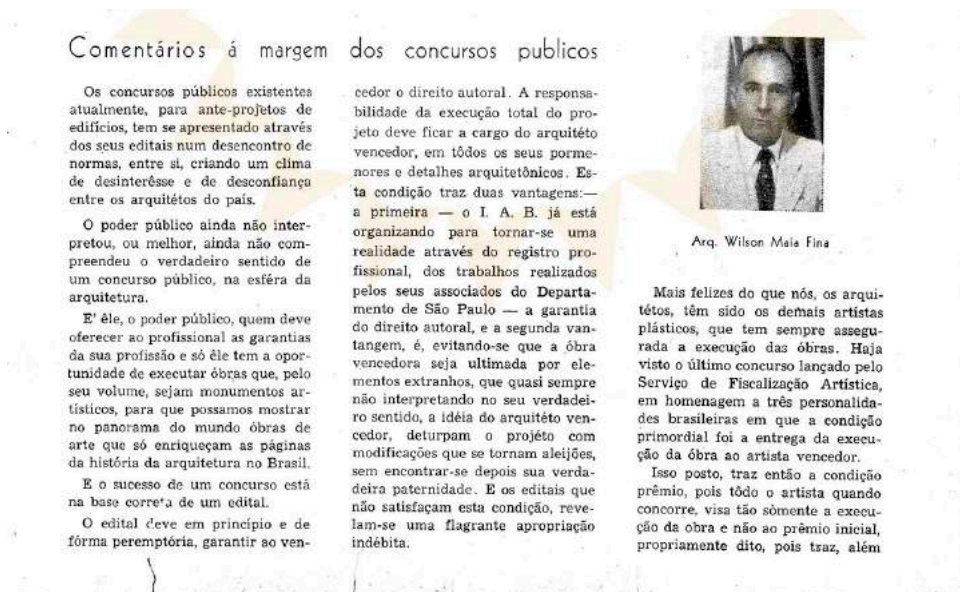 Comentários á margem dos concursos publicos
Os concursos públicos existentes
atualmente, para ante-projetos de
edifícios, tem se apresentado através
dos seus editais num desencontro de
normas, entre si, criando um clima
de desinterêsse e de desconfiança
entre os arquitétos do país.
O poder público ainda não inter-
pretou, ou melhor, ainda não com-
preendeu o verdadeiro sentido de
um concurso público, na esféra da
arquitetura.
E' êle, o poder público, quem deve
oferecer ao profissional as garantias
da sua profissão e só êle tem a opor-
tunidade de executar óbras que, pelo
seu volume, sejam monumentos ar-
tísticos, para que possamos mostrar
no panorama do mundo óbras de
arte que só enriqueçam as páginas
da história da arquitetura no Brasil.
E o sucesso de um concurso está
na base correta de um edital.
O edital deve em princípio e de
fórma peremptória, garantir ao ven-
cedor o direito autoral. A responsa-
bilidade da execução total do pro-
jeto deve ficar a cargo do arquitéto
vencedor, em tôdos os seus porme-
nores e detalhes arquitetônicos. Es-
ta condição traz duas vantagens:—
a primeira — o I. A. B. já está
organizando para tornar-se uma
realidade através do registro pro-
fissional, dos trabalhos realizados
pelos seus associados do Departa-
mento de São Paulo — a garantia
do direito autoral, e a segunda van-
tangem, é, evitando-se que a óbra
vencedora seja ultimada por ele-
mentos extranhos, que quasi sempre
não interpretando no seu verdadei-
ro sentido, a idéia do arquitéto ven-
cedor, deturpam o projéto com
modificações que se tornam aleijões,
sem encontrar-se depois sua verda-
deira paternidade. E os editais que
não satisfaçam esta condição, reve-
lam-se uma flagrante apropriação
indébita.
Arq. Wilson Maia Fina
Mais felizes do que nós, os arqui-
tétos, têm sido os demais artistas
plásticos, que tem sempre assegu-
rada a execução das óbras. Haja
visto o último concurso lançado pelo
Serviço de Fiscalização Artística,
em homenagem a três personalida-
des brasileiras em que a condição
primordial foi a entrega da execu-
ção da óbra ao artista vencedor.
Isso posto, traz então a condição
prêmio, pois tôdo o artista quando
concorre, visa tão sòmente a execu-
ção da obra e não ao prêmio inicial,
propriamente dito, pois traz, além